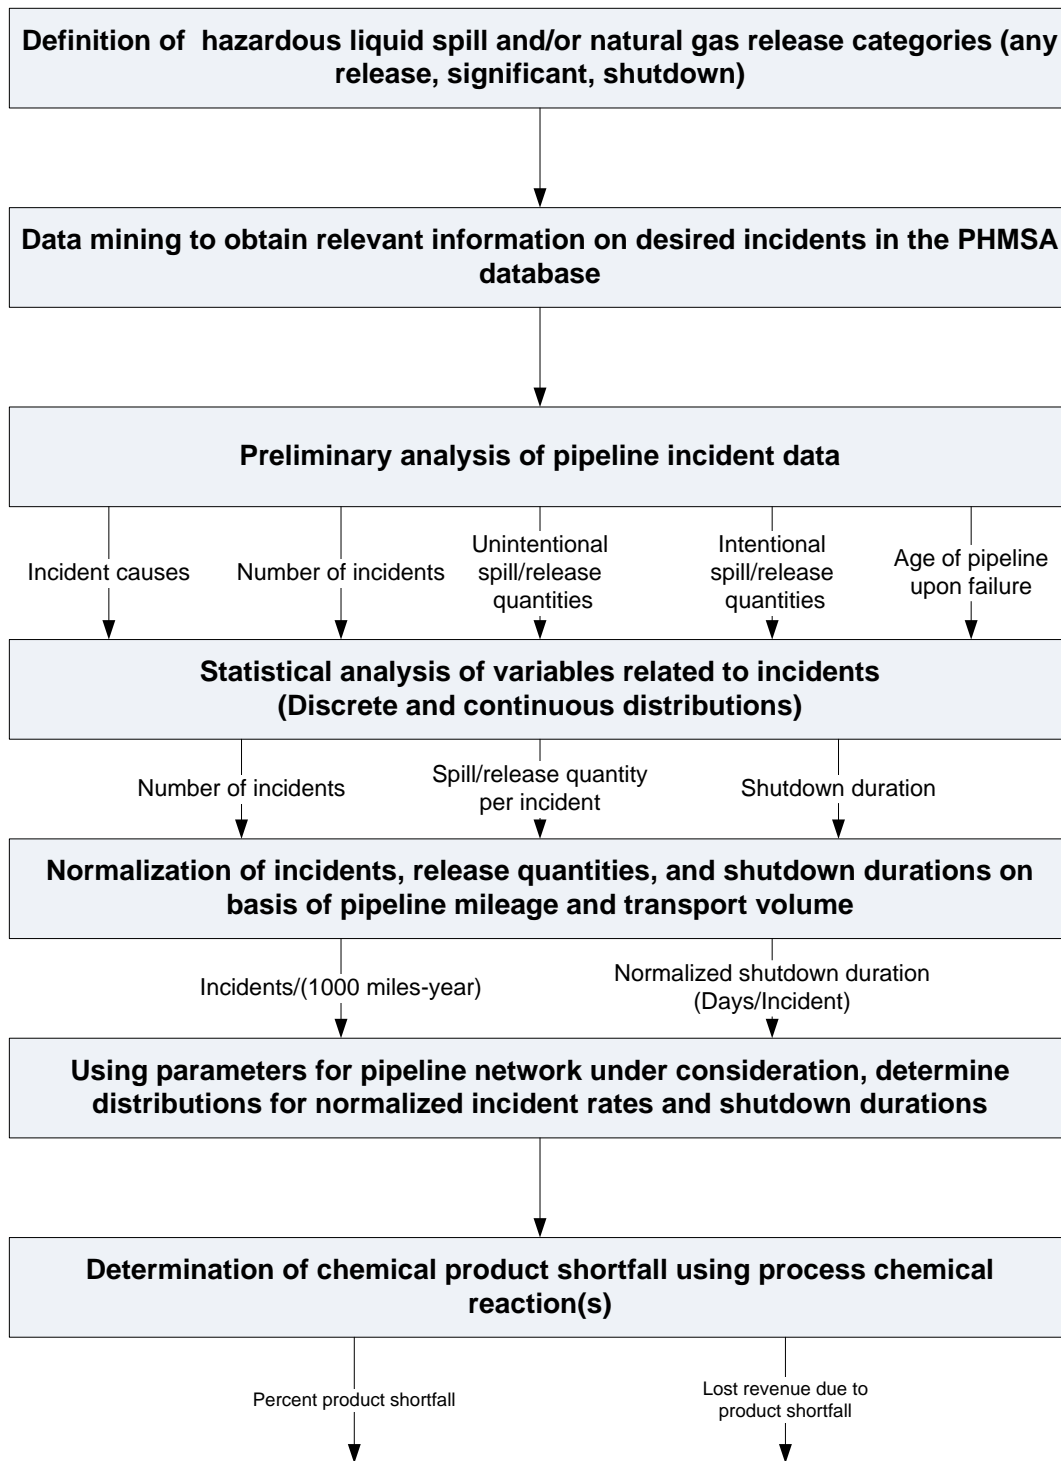 Definition of  hazardous liquid spill and/or natural gas release categories (any
release, significant, shutdown)
Data mining to obtain relevant information on desired incidents in the PHMSA
database
Preliminary analysis of pipeline incident data
Incident causes
Number of incidents
Unintentional
spill/release
quantities
Intentional
spill/release
quantities
Age of pipeline
upon failure
Statistical analysis of variables related to incidents
(Discrete and continuous distributions)
Number of incidents
Spill/release quantity
per incident
Shutdown duration
Normalization of incidents, release quantities, and shutdown durations on
basis of pipeline mileage and transport volume
Incidents/(1000 miles-year)
Normalized shutdown duration
(Days/Incident)
Using parameters for pipeline network under consideration, determine
distributions for normalized incident rates and shutdown durations
Determination of chemical product shortfall using process chemical
reaction(s)
Percent product shortfall
Lost revenue due to
product shortfall